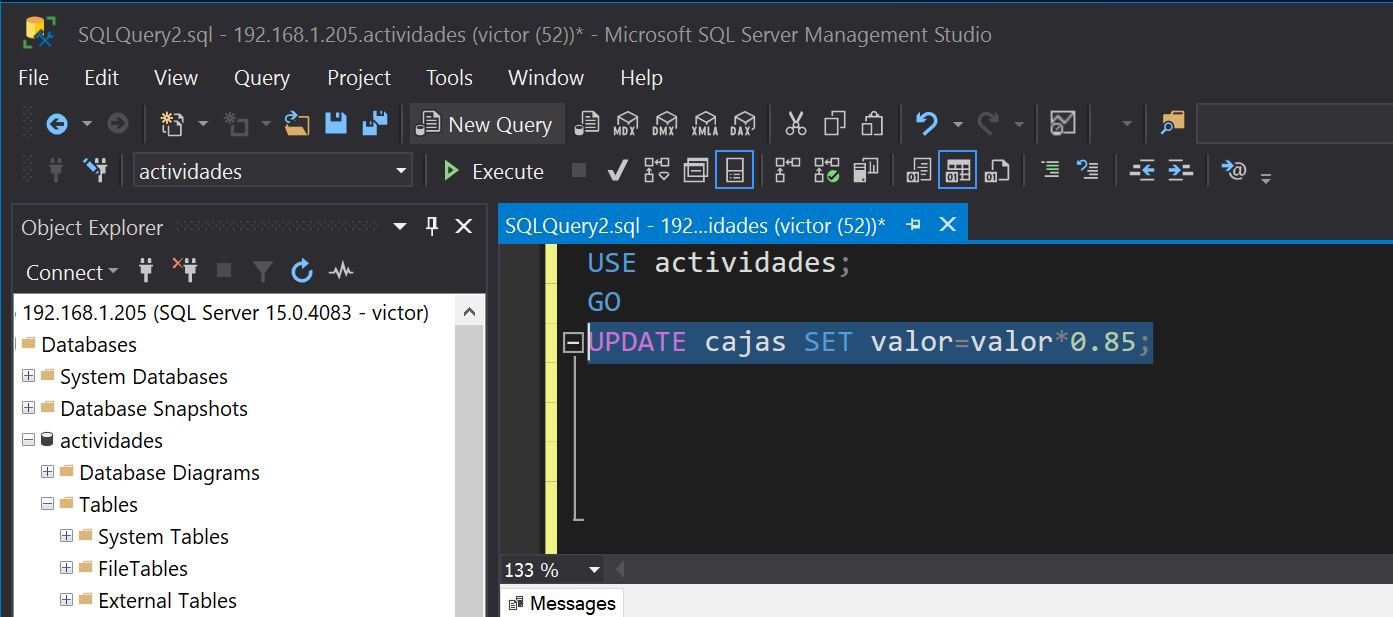 SQLQuery2.sql - 192.168.1.205.actividades (victor (52))* - Microsoft SQL Server Management Studio
File Edit View Query Project Tools Window Help
New Query MDX DMX XMLA DAX
actividades Execute
Object Explorer
SQLQuery2.sql - 192...idades (victor (52))*
Connect
USE actividades;
GO
UPDATE cajas SET valor=valor*0.85;
192.168.1.205 (SQL Server 15.0.4083 - victor)
Databases
System Databases
Database Snapshots
actividades
Database Diagrams
Tables
System Tables
FileTables
External Tables
133 %
Messages